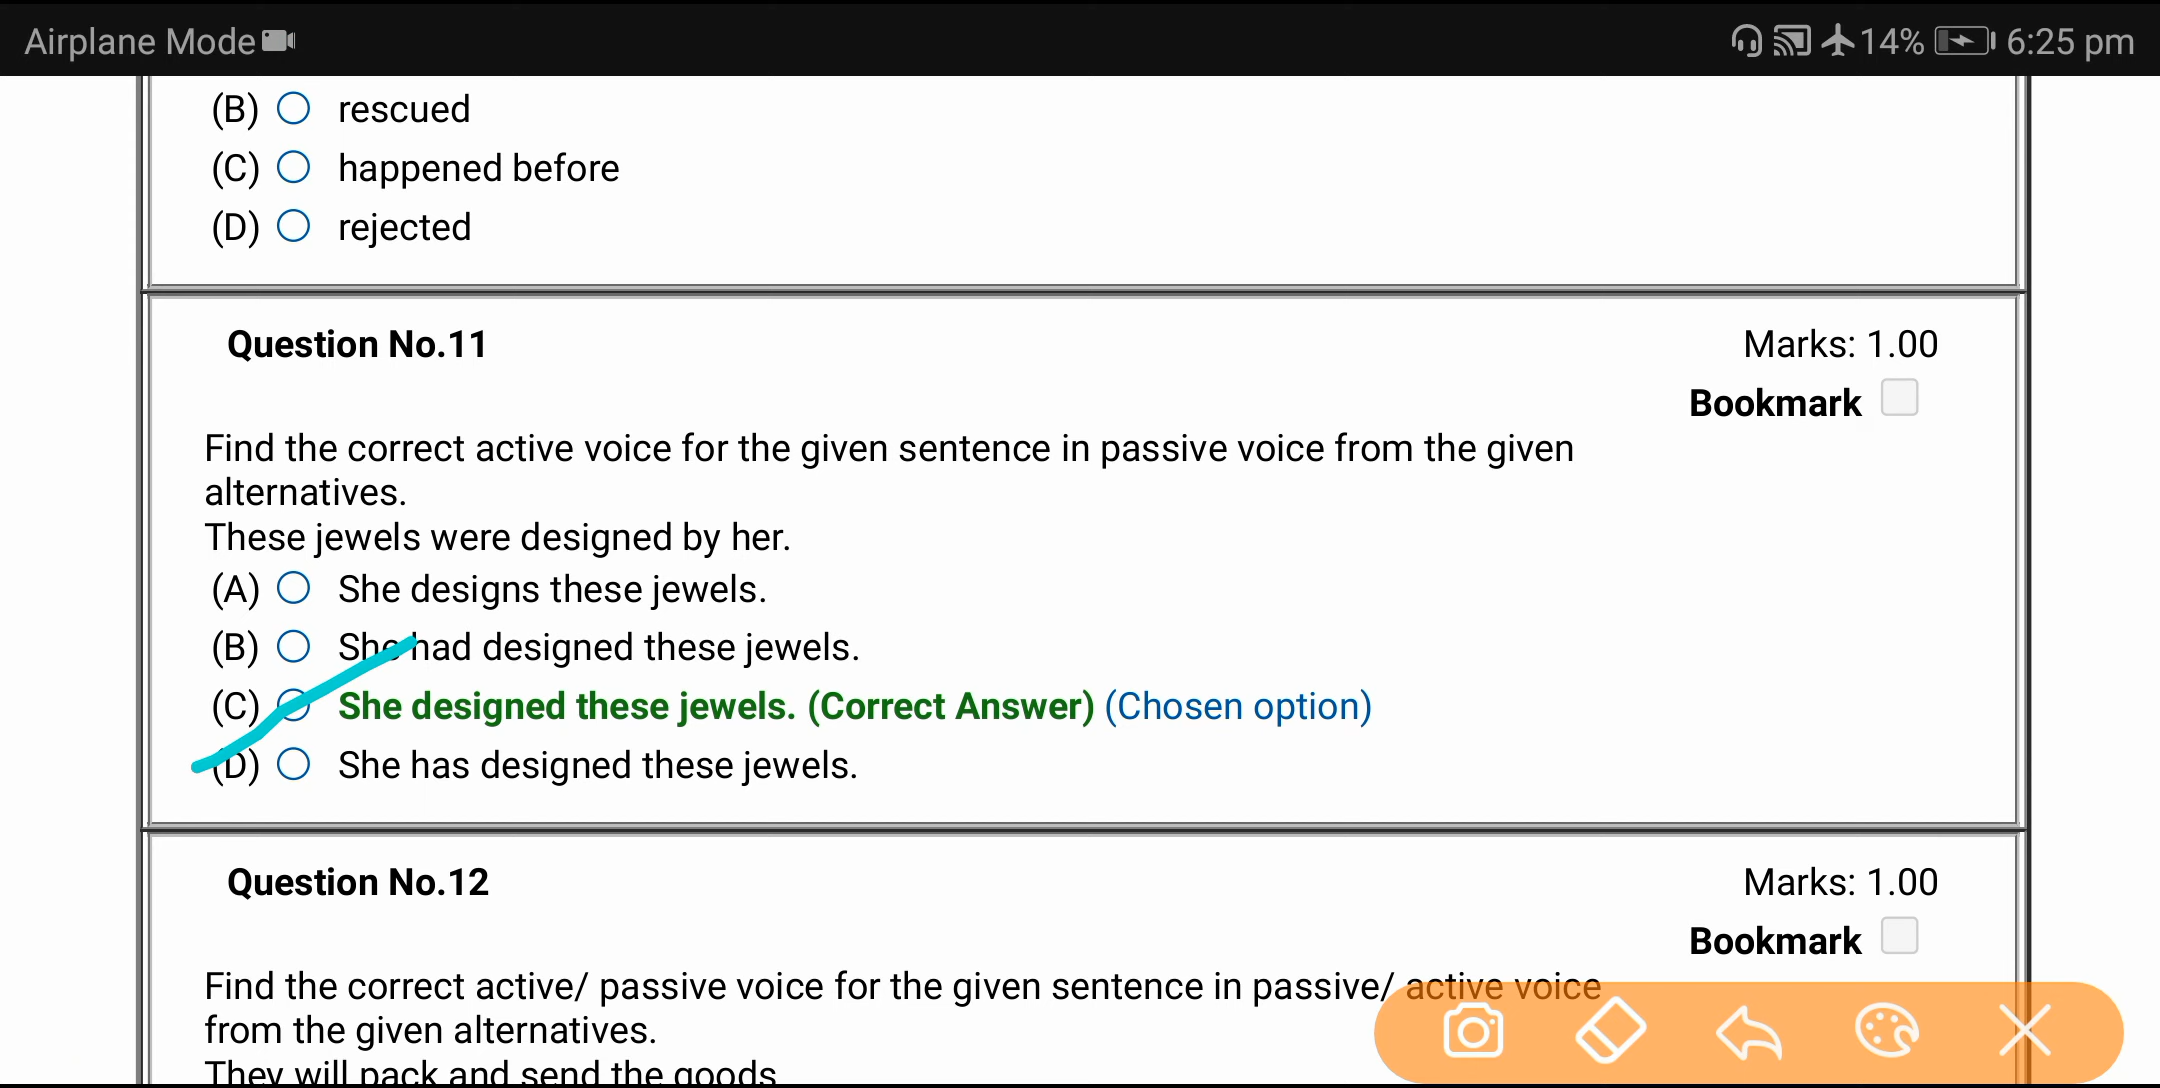 Airplane Mode 14% 6:25 pm
(B) rescued
(C) happened before
(D) rejected
Question No.11 Marks: 1.00
Bookmark
Find the correct active voice for the given sentence in passive voice from the given
alternatives.
These jewels were designed by her.
(A) She designs these jewels.
(B) She had designed these jewels.
(C) She designed these jewels. (Correct Answer) (Chosen option)
(D) She has designed these jewels.
Question No.12 Marks: 1.00
Bookmark
Find the correct active/ passive voice for the given sentence in passive/ active voice
from the given alternatives.
They will pack and send the goods